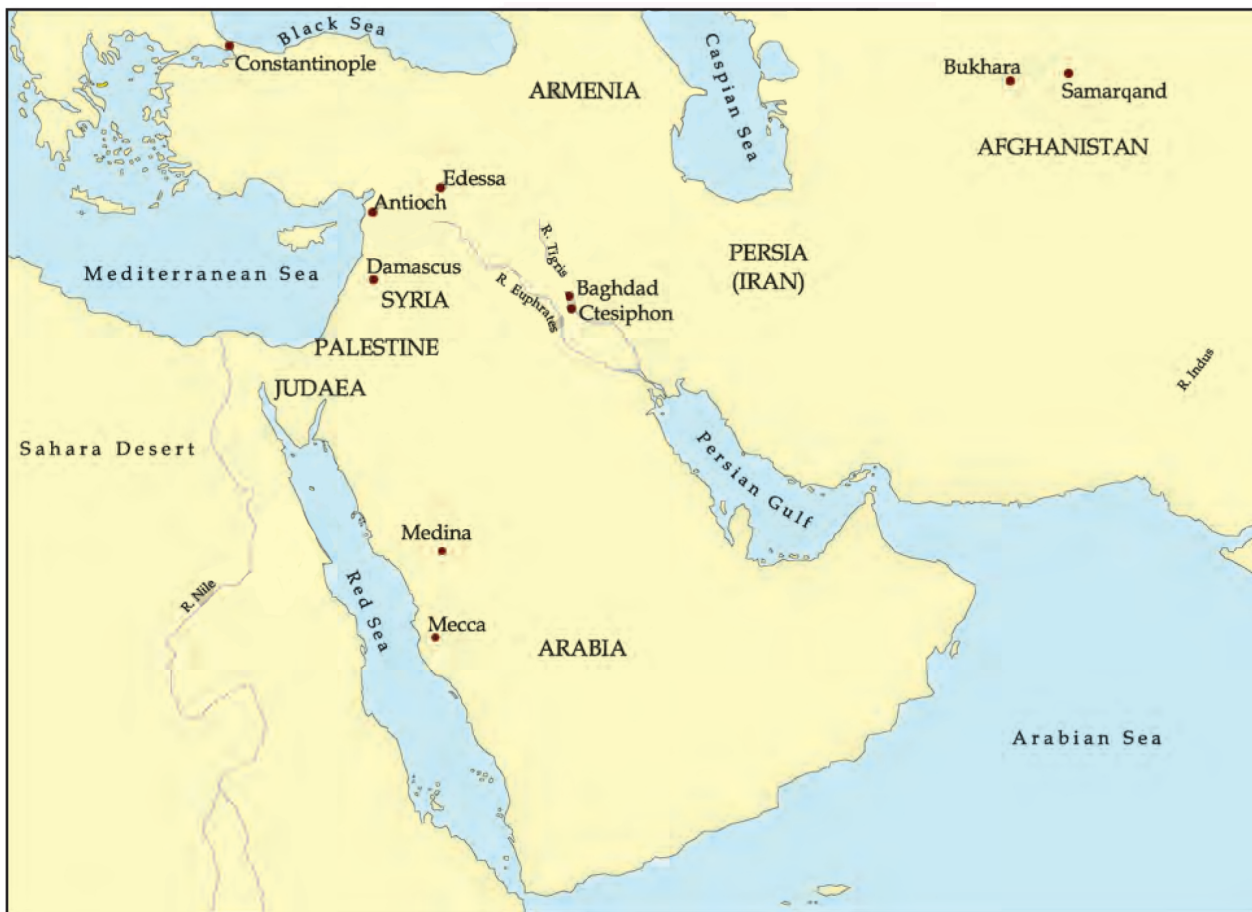 Black Sea
Constantinople
ARMENIA
Caspian Sea
Bukhara
Samarqand
AFGHANISTAN
Edessa
Antioch
Mediterranean Sea
Damascus
SYRIA
R. Tigris
R. Euphrates
Baghdad
Ctesiphon
PERSIA
(IRAN)
PALESTINE
JUDAEA
R. Indus
Sahara Desert
Persian Gulf
Medina
R. Nile
Red Sea
Mecca
ARABIA
Arabian Sea